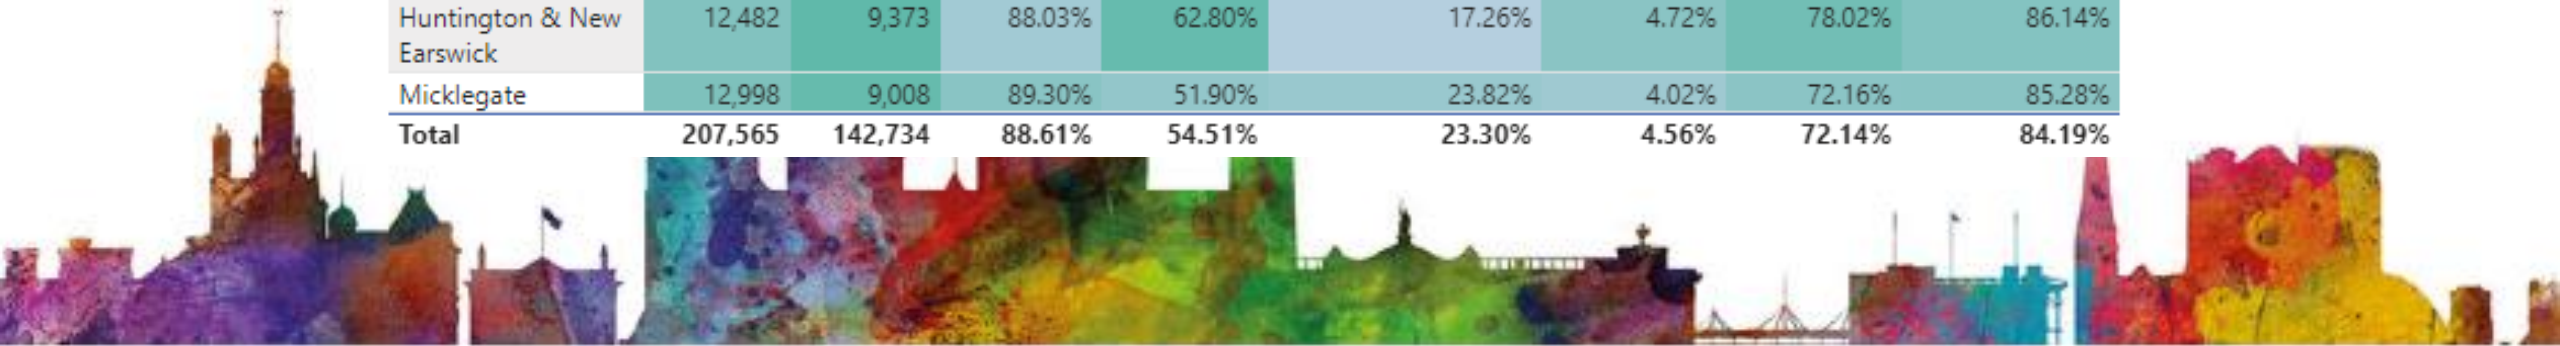 Huntington & New 12,482 9,373 88.03% 62.80% 17.26% 4.72% 78.02% 86.14%
Earswick
Micklegate 12,998 9,008 89.30% 51.90% 23.82% 4.02% 72.16% 85.28%
Total 207,565 142,734 88.61% 54.51% 23.30% 4.56% 72.14% 84.19%